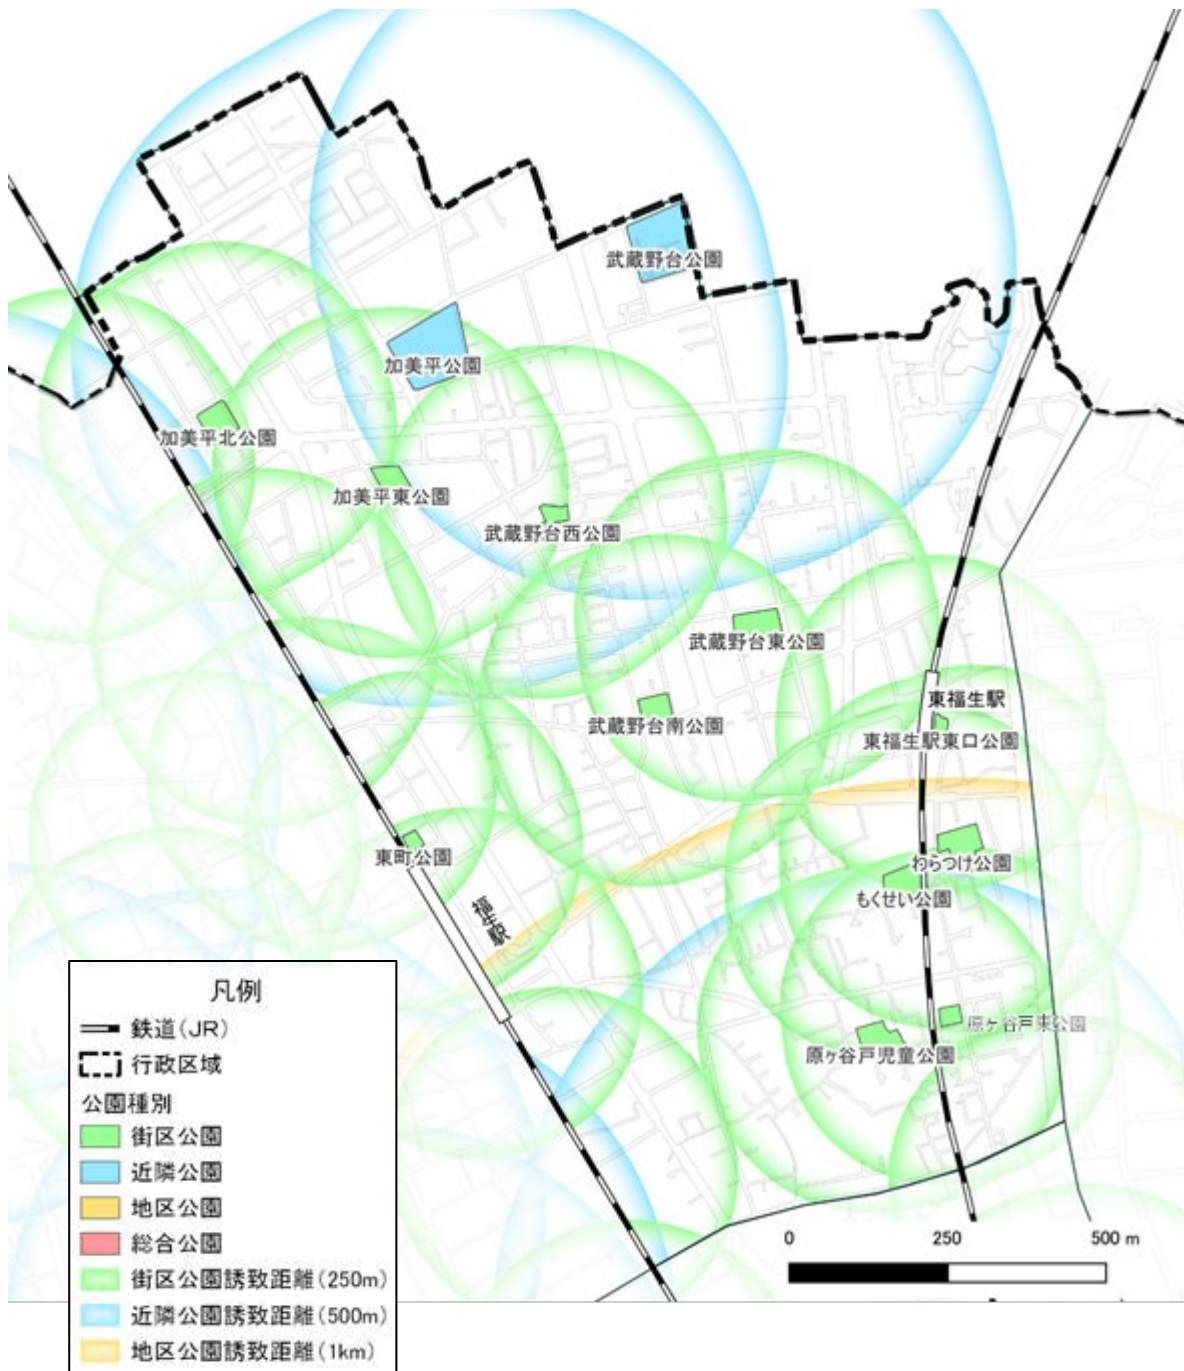 武蔵野台公園
加美平公園
加美平北公園
加美平東公園
武蔵野台西公園
武蔵野台東公園
東福生駅
武蔵野台南公園
東福生駅東口公園
東町公園
わらつけ公園
もくせい公園
福生駅
原ヶ谷戸東公園
原ヶ谷戸児童公園
凡例
鉄道(JR)
行政区域
公園種別
街区公園
近隣公園
地区公園
総合公園
街区公園誘致距離(250m)
近隣公園誘致距離(500m)
地区公園誘致距離(1km)
0 250 500 m